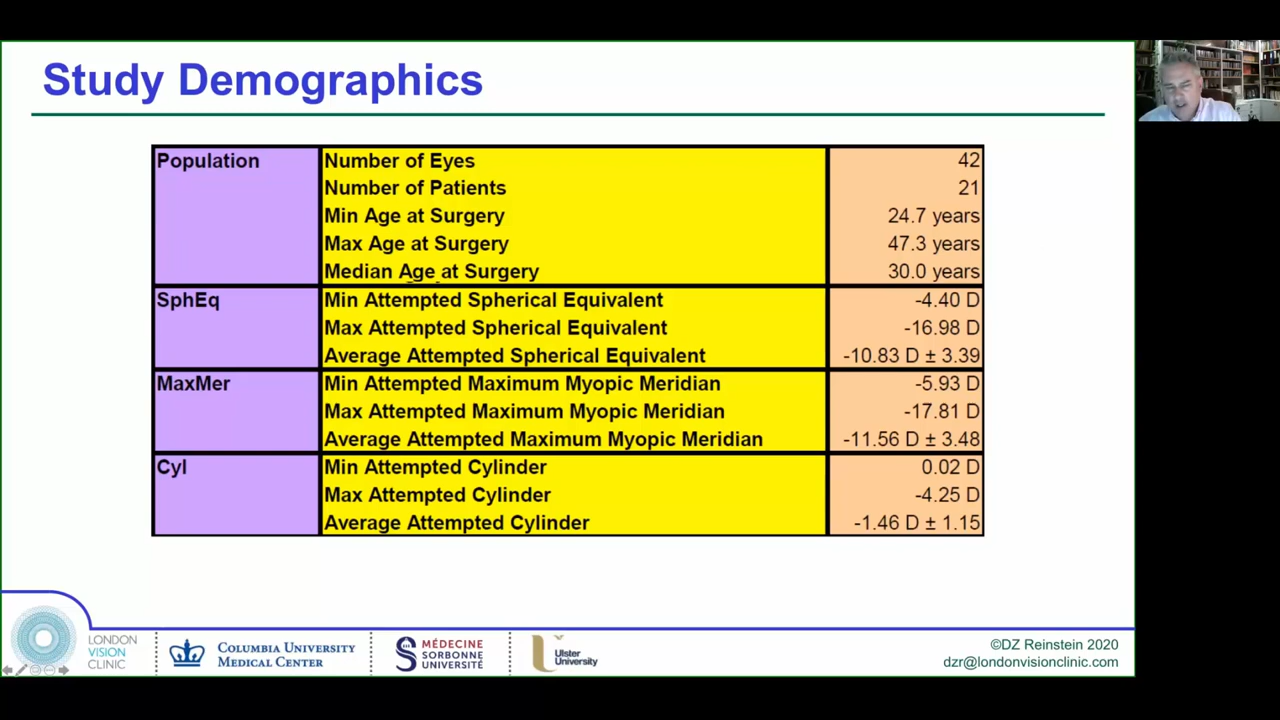 Study Demographics
Population Number of Eyes 42
Number of Patients 21
Min Age at Surgery 24.7 years
Max Age at Surgery 47.3 years
Median Age at Surgery 30.0 years
SphEq Min Attempted Spherical Equivalent -4.40 D
Max Attempted Spherical Equivalent -16.98 D
Average Attempted Spherical Equivalent -10.83 D ± 3.39
MaxMer Min Attempted Maximum Myopic Meridian -5.93 D
Max Attempted Maximum Myopic Meridian -17.81 D
Average Attempted Maximum Myopic Meridian -11.56 D ± 3.48
Cyl Min Attempted Cylinder 0.02 D
Max Attempted Cylinder -4.25 D
Average Attempted Cylinder -1.46 D ± 1.15
LONDON
VISION
CLINIC
COLUMBIA UNIVERSITY
MEDICAL CENTER
MÉDECINE
SORBONNE
UNIVERSITÉ
Ulster
University
©DZ Reinstein 2020
dzr@londonvisionclinic.com